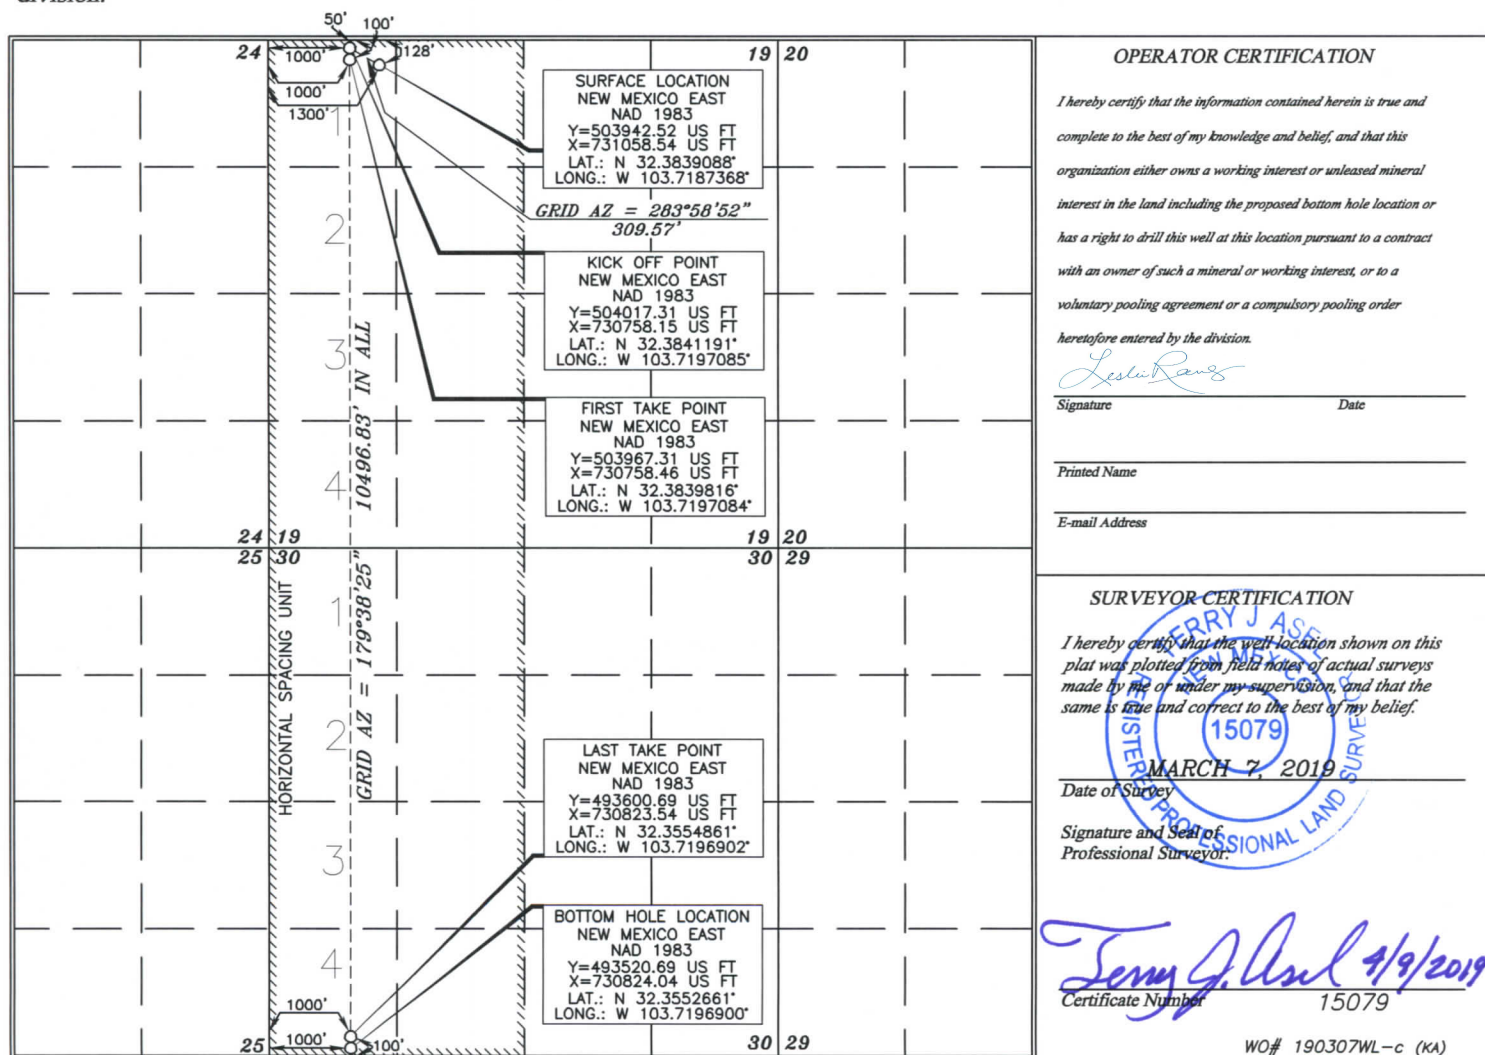 division.
50' 100'
24 1000' 128' 19 20
1000'
1300'
1
2
3
4
SURFACE LOCATION
NEW MEXICO EAST
NAD 1983
Y=503942.52 US FT
X=731058.54 US FT
LAT.: N 32.3839088°
LONG.: W 103.7187368°
GRID AZ = 283°58'52"
309.57'
KICK OFF POINT
NEW MEXICO EAST
NAD 1983
Y=504017.31 US FT
X=730758.15 US FT
LAT.: N 32.3841191°
LONG.: W 103.7197085°
FIRST TAKE POINT
NEW MEXICO EAST
NAD 1983
Y=503967.31 US FT
X=730758.46 US FT
LAT.: N 32.3839816°
LONG.: W 103.7197084°
GRID AZ = 179°38'25" 10496.83' IN ALL
24 19 19 20
25 30 30 29
HORIZONTAL SPACING UNIT
1
2
3
4
LAST TAKE POINT
NEW MEXICO EAST
NAD 1983
Y=493600.69 US FT
X=730823.54 US FT
LAT.: N 32.3554861°
LONG.: W 103.7196902°
BOTTOM HOLE LOCATION
NEW MEXICO EAST
NAD 1983
Y=493520.69 US FT
X=730824.04 US FT
LAT.: N 32.3552661°
LONG.: W 103.7196900°
1000'
25 1000' 100' 30 29
OPERATOR CERTIFICATION
I hereby certify that the information contained herein is true and
complete to the best of my knowledge and belief, and that this
organization either owns a working interest or unleased mineral
interest in the land including the proposed bottom hole location or
has a right to drill this well at this location pursuant to a contract
with an owner of such a mineral or working interest, or to a
voluntary pooling agreement or a compulsory pooling order
heretofore entered by the division.
Signature Date
Printed Name
E-mail Address
SURVEYOR CERTIFICATION
I hereby certify that the well location shown on this
plat was plotted from field notes of actual surveys
made by me or under my supervision, and that the
same is true and correct to the best of my belief.
TERRY J ASEL
NEW MEXICO
15079
REGISTERED PROFESSIONAL LAND SURVEYOR
MARCH 7, 2019
Date of Survey
Signature and Seal of
Professional Surveyor:
Terry J. Asel 4/9/2019
Certificate Number 15079
WO# 190307WL-c (KA)